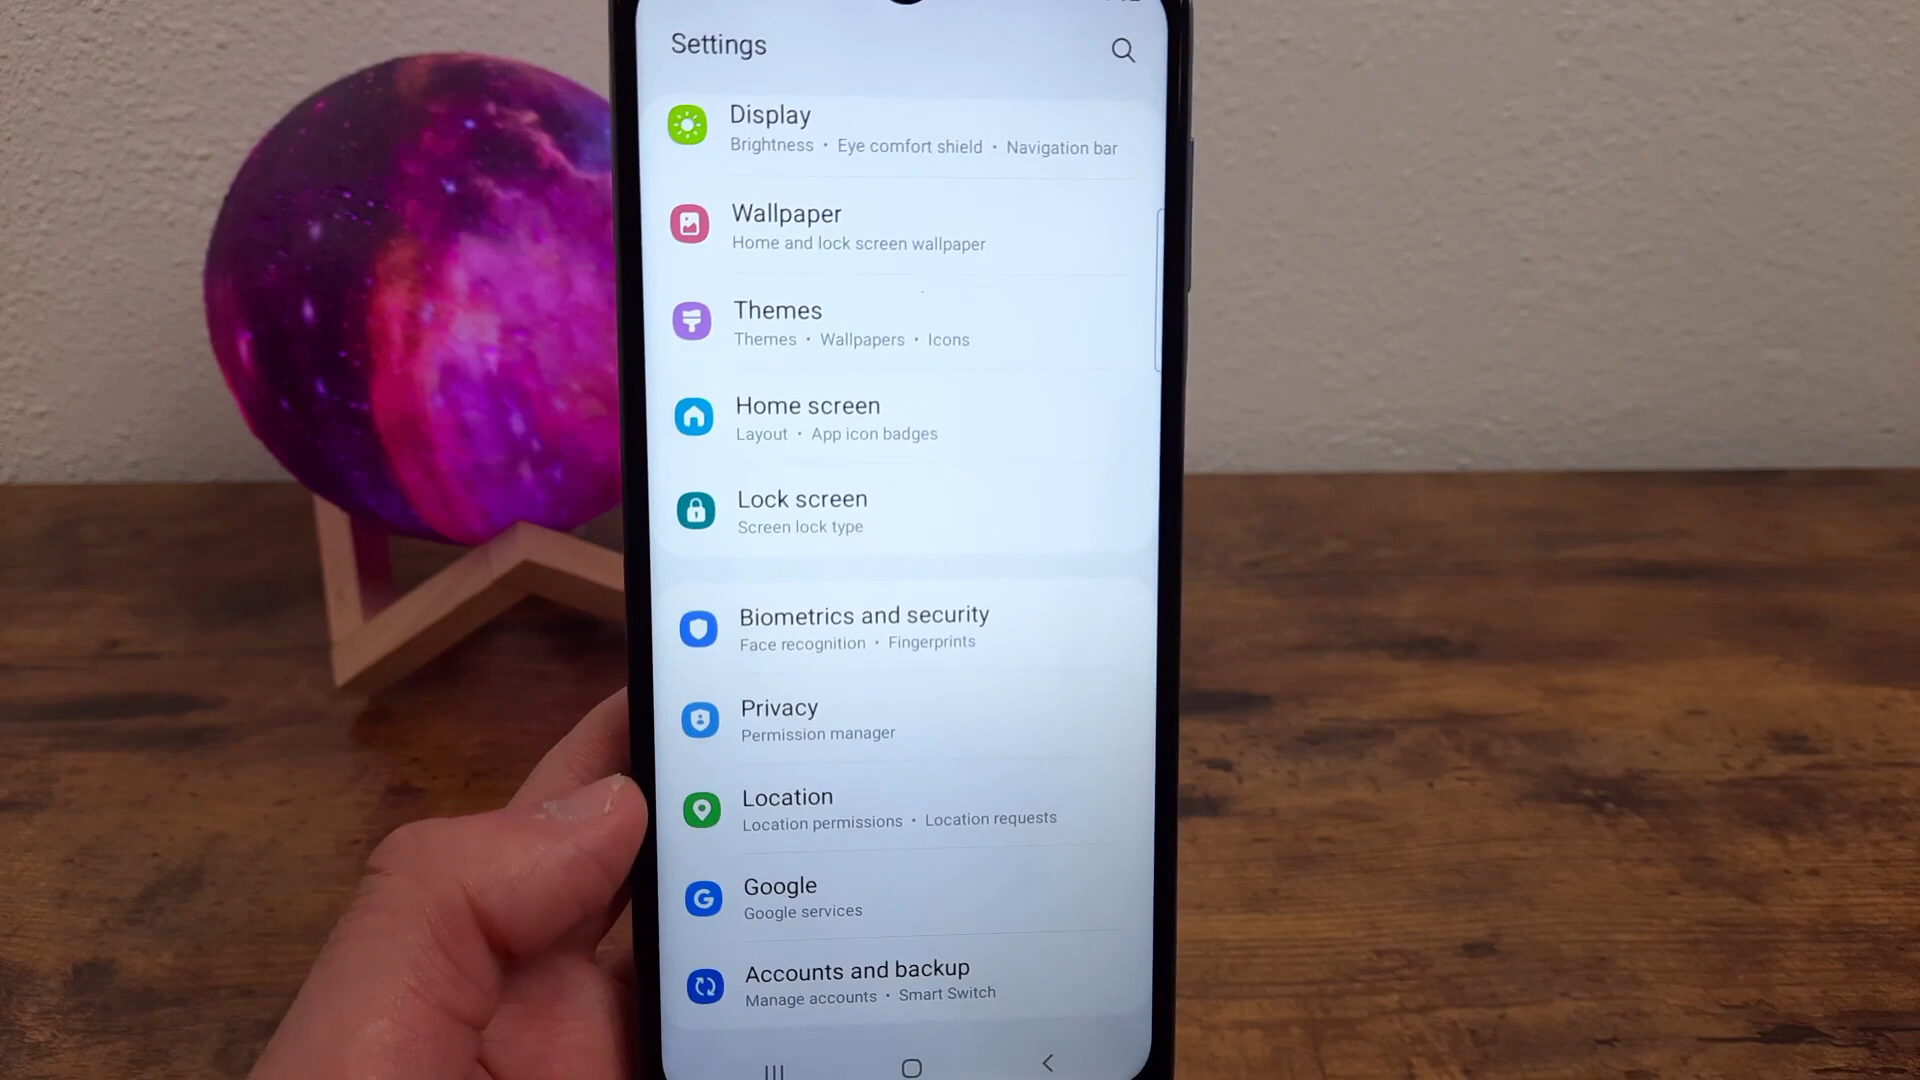 Settings
Display
Brightness • Eye comfort shield • Navigation bar
Wallpaper
Home and lock screen wallpaper
Themes
Themes • Wallpapers • Icons
Home screen
Layout • App icon badges
Lock screen
Screen lock type
Biometrics and security
Face recognition • Fingerprints
Privacy
Permission manager
Location
Location permissions • Location requests
G
Google
Google services
Accounts and backup
Manage accounts • Smart Switch